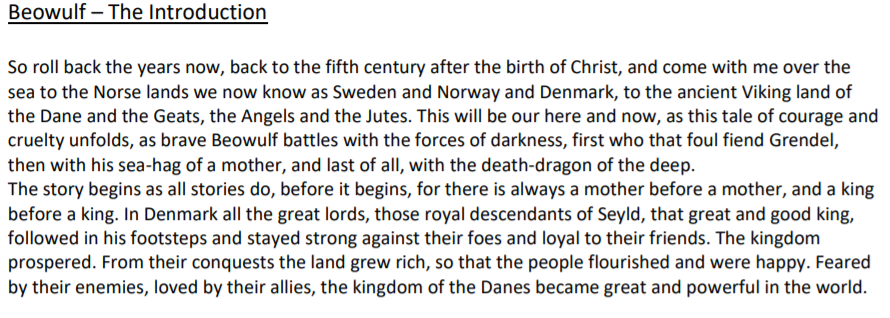 Beowulf – The Introduction
So roll back the years now, back to the fifth century after the birth of Christ, and come with me over the
sea to the Norse lands we now know as Sweden and Norway and Denmark, to the ancient Viking land of
the Dane and the Geats, the Angels and the Jutes. This will be our here and now, as this tale of courage and
cruelty unfolds, as brave Beowulf battles with the forces of darkness, first who that foul fiend Grendel,
then with his sea-hag of a mother, and last of all, with the death-dragon of the deep.
The story begins as all stories do, before it begins, for there is always a mother before a mother, and a king
before a king. In Denmark all the great lords, those royal descendants of Seyld, that great and good king,
followed in his footsteps and stayed strong against their foes and loyal to their friends. The kingdom
prospered. From their conquests the land grew rich, so that the people flourished and were happy. Feared
by their enemies, loved by their allies, the kingdom of the Danes became great and powerful in the world.